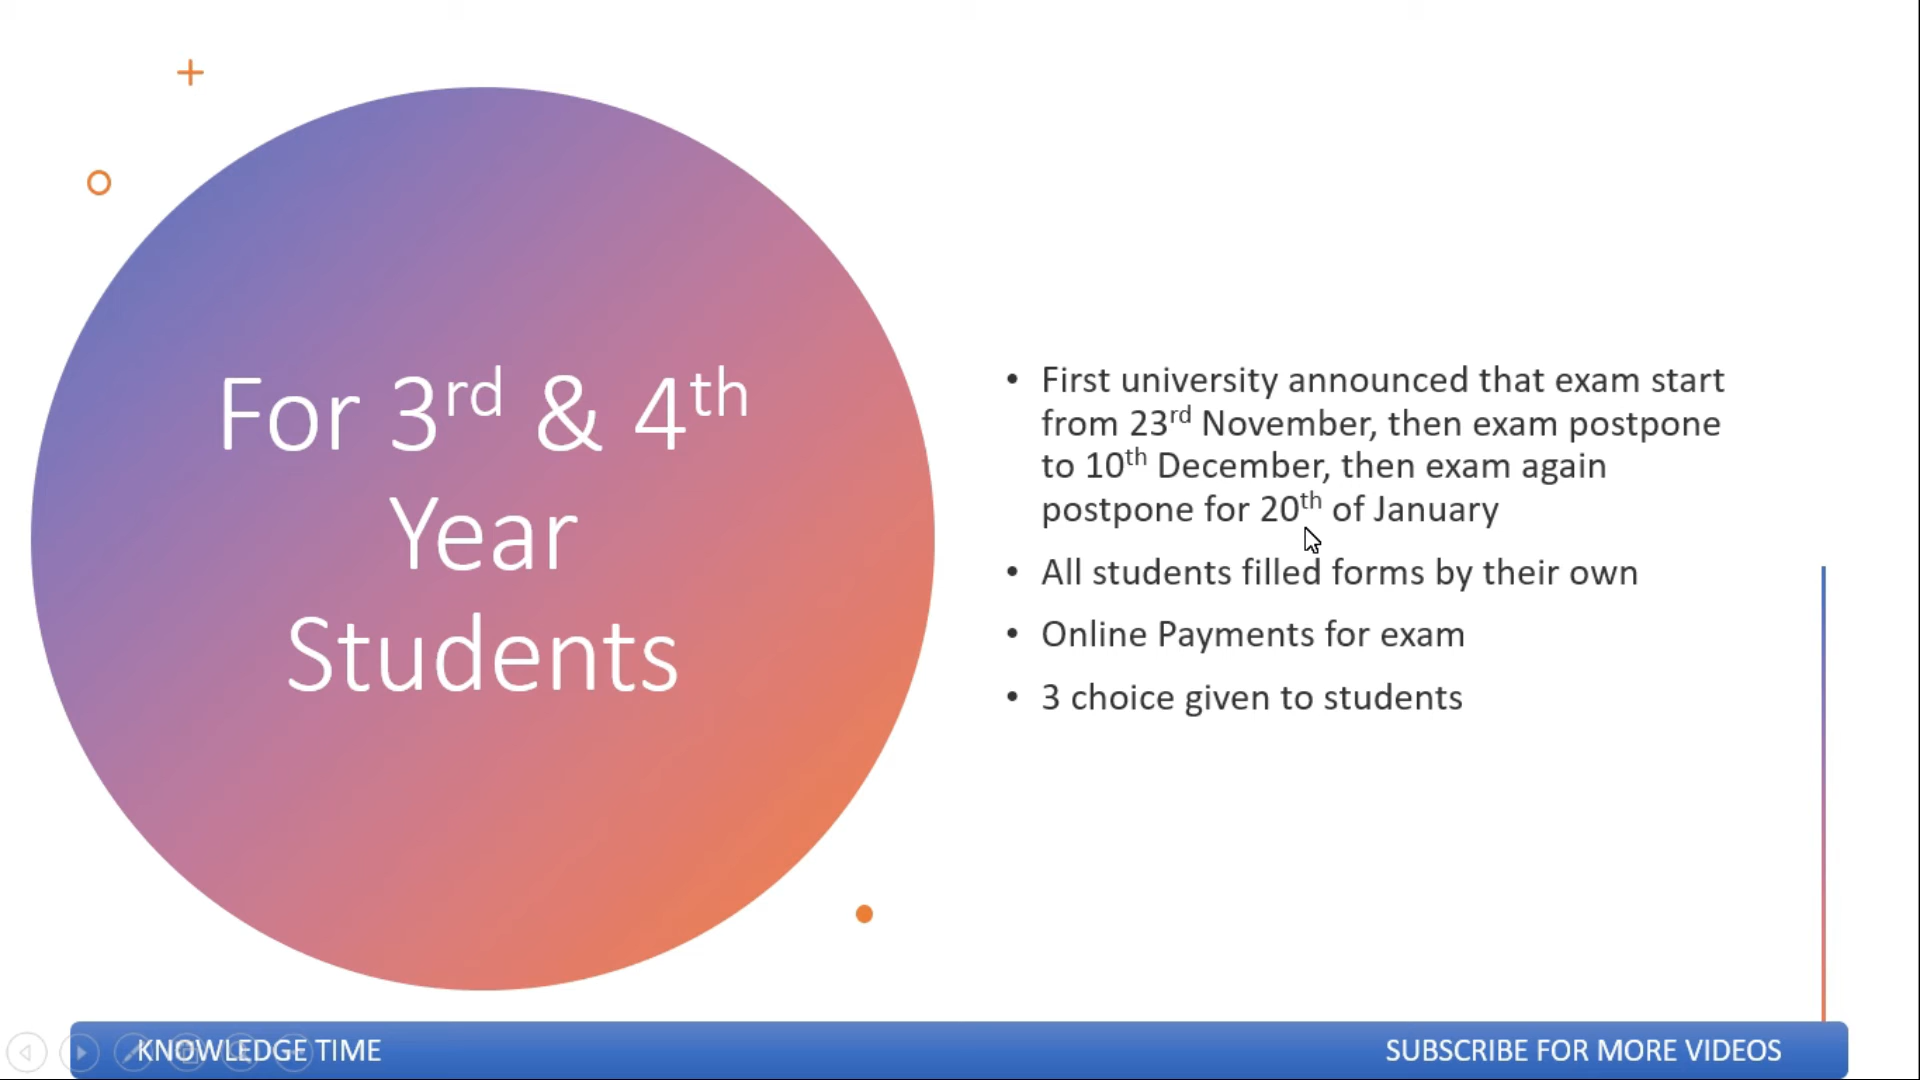 For 3rd & 4th
Year
Students
• First university announced that exam start
from 23rd November, then exam postpone
to 10th December, then exam again
postpone for 20th of January
• All students filled forms by their own
• Online Payments for exam
• 3 choice given to students
KNOWLEDGE TIME
SUBSCRIBE FOR MORE VIDEOS